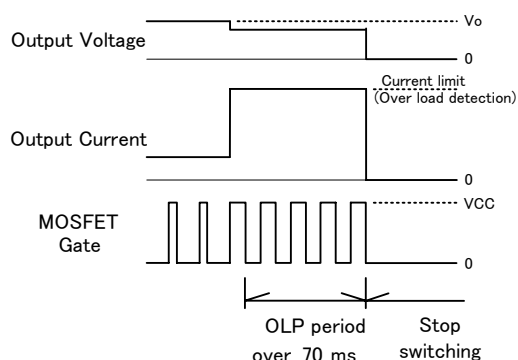 Vo
Output Voltage
0
Current limit
(Over load detection)
Output Current
0
VCC
MOSFET
Gate
0
OLP period
over 70 ms
Stop
switching